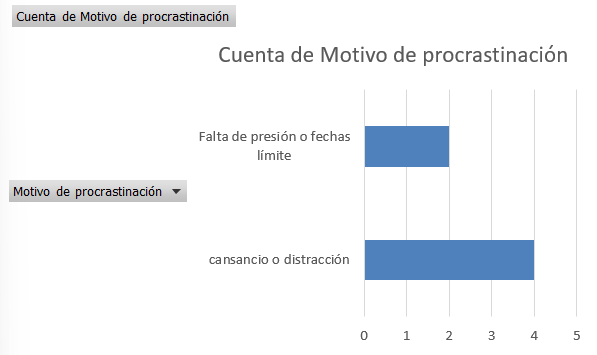 Cuenta de Motivo de procrastinación
Cuenta de Motivo de procrastinación
Falta de presión o fechas
límite
Motivo de procrastinación
cansancio o distracción
0 1 2 3 4 5